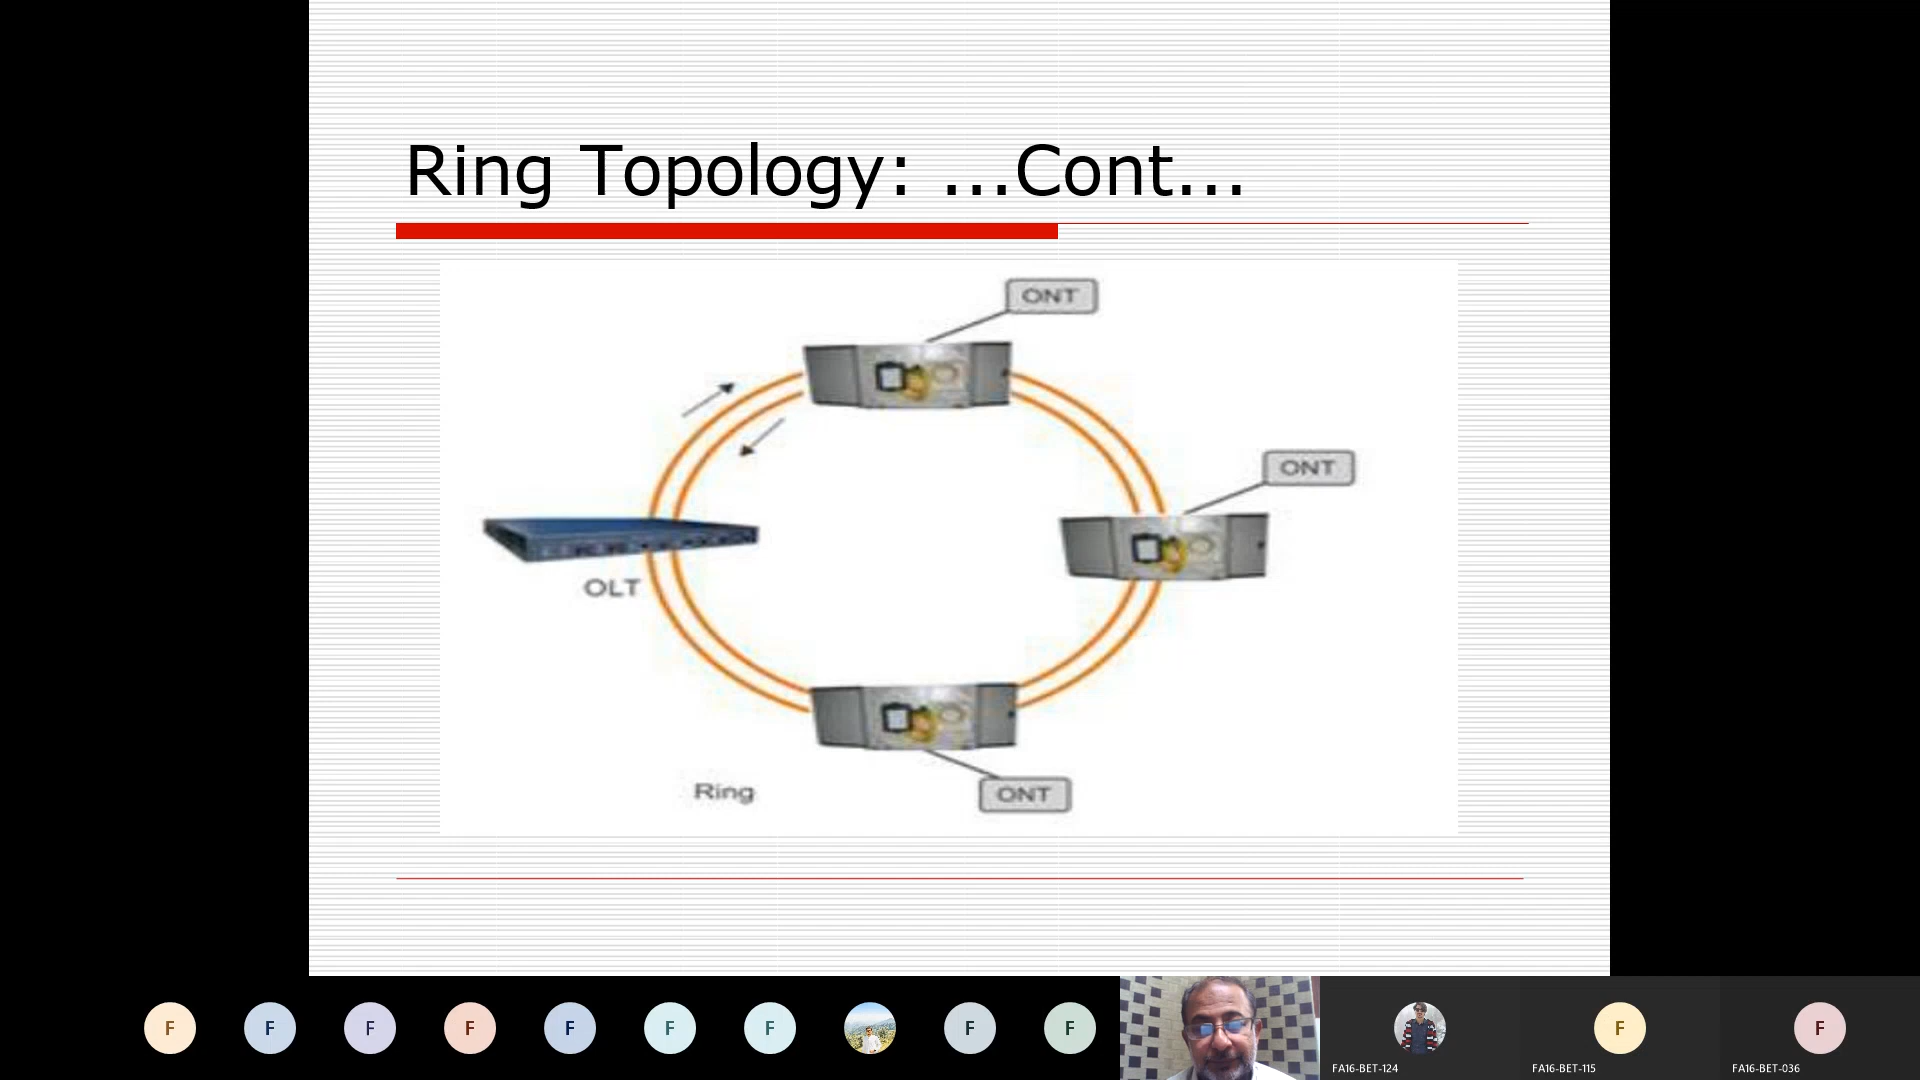 Ring Topology: ...Cont...
ONT
ONT
OLT
Ring
ONT
F
F
F
F
F
F
F
F
F
F
F
FA16-BET-124
FA16-BET-115
FA16-BET-036